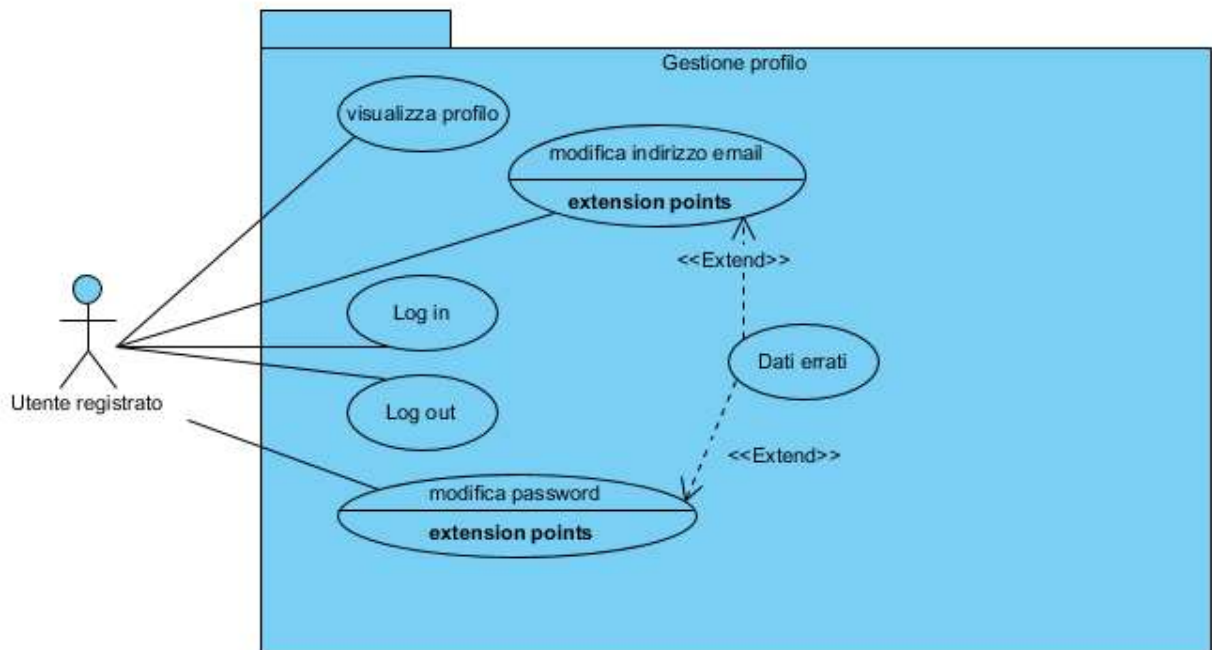 Gestione profilo
visualizza profilo
modifica indirizzo email
extension points
<<Extend>>
Log in
Dati errati
Utente registrato
Log out
<<Extend>>
modifica password
extension points